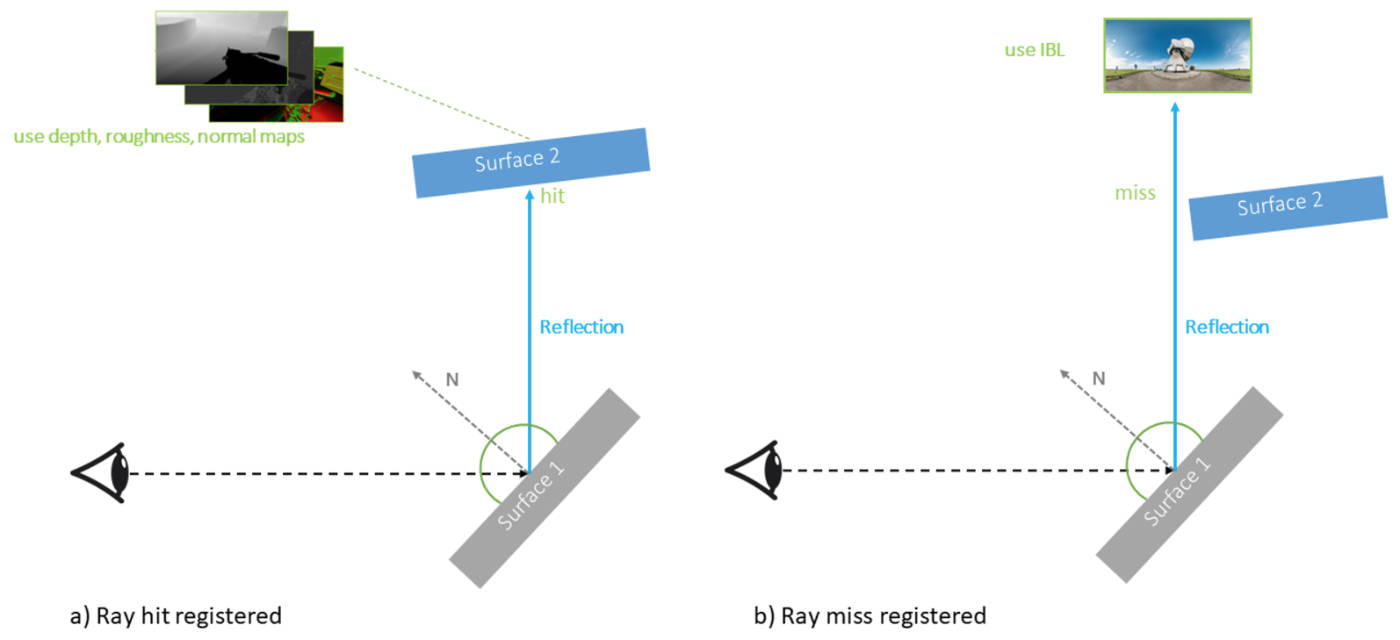 use depth, roughness, normal maps
Surface 2
hit
Reflection
N
Surface 1
a) Ray hit registered
use IBL
miss
Surface 2
Reflection
N
Surface 1
b) Ray miss registered